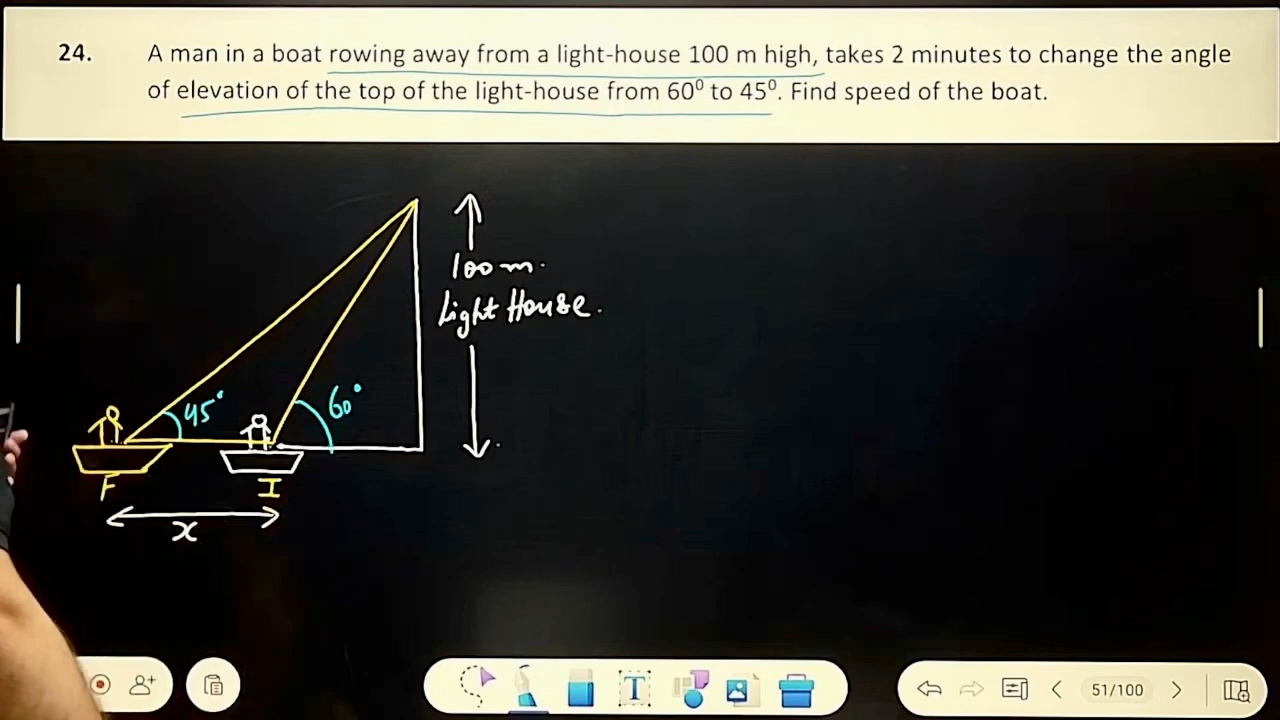 24. A man in a boat rowing away from a light-house 100 m high, takes 2 minutes to change the angle
of elevation of the top of the light-house from 60⁰ to 45⁰. Find speed of the boat.
100 m.
Light House.
45°
60°
F
I
x
T
51/100